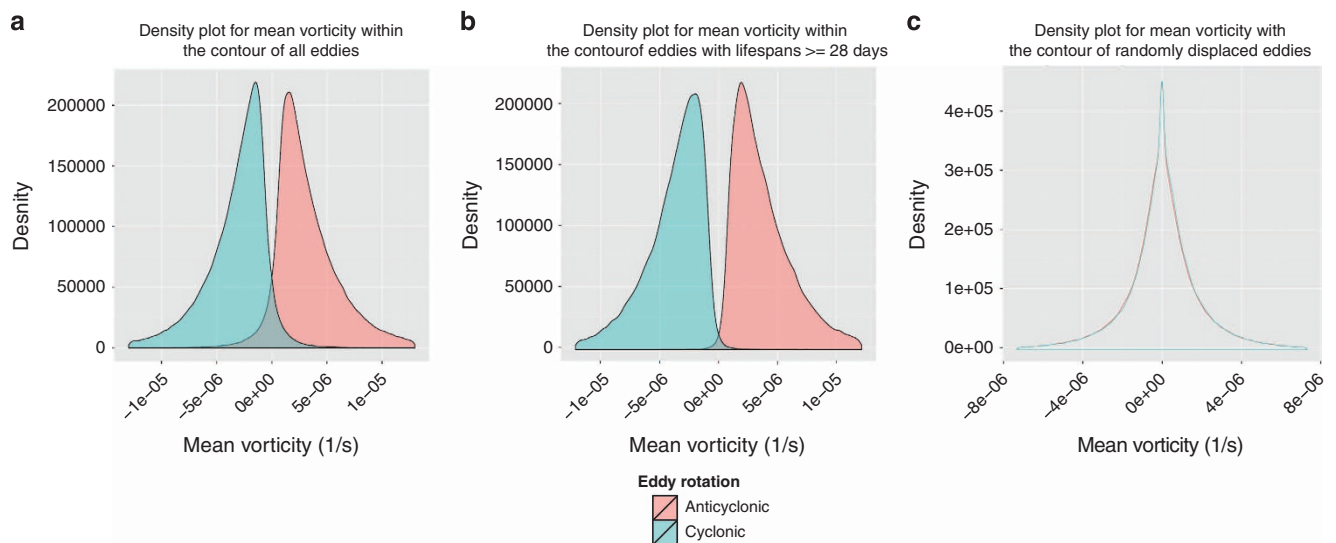 a
Density plot for mean vorticity within
the contour of all eddies
Desnity
200000
150000
100000
50000
0
−1e−05
−5e−06
0e+00
5e−06
1e−05
Mean vorticity (1/s)
b
Density plot for mean vorticity within
the contourof eddies with lifespans >= 28 days
Desnity
200000
150000
100000
50000
0
−1e−05
−5e−06
0e+00
5e−06
1e−05
Mean vorticity (1/s)
c
Density plot for mean vorticity with
the contour of randomly displaced eddies
Desnity
4e+05
3e+05
2e+05
1e+05
0e+00
−8e−06
−4e−06
0e+00
4e−06
8e−06
Mean vorticity (1/s)
Eddy rotation
Anticyclonic
Cyclonic